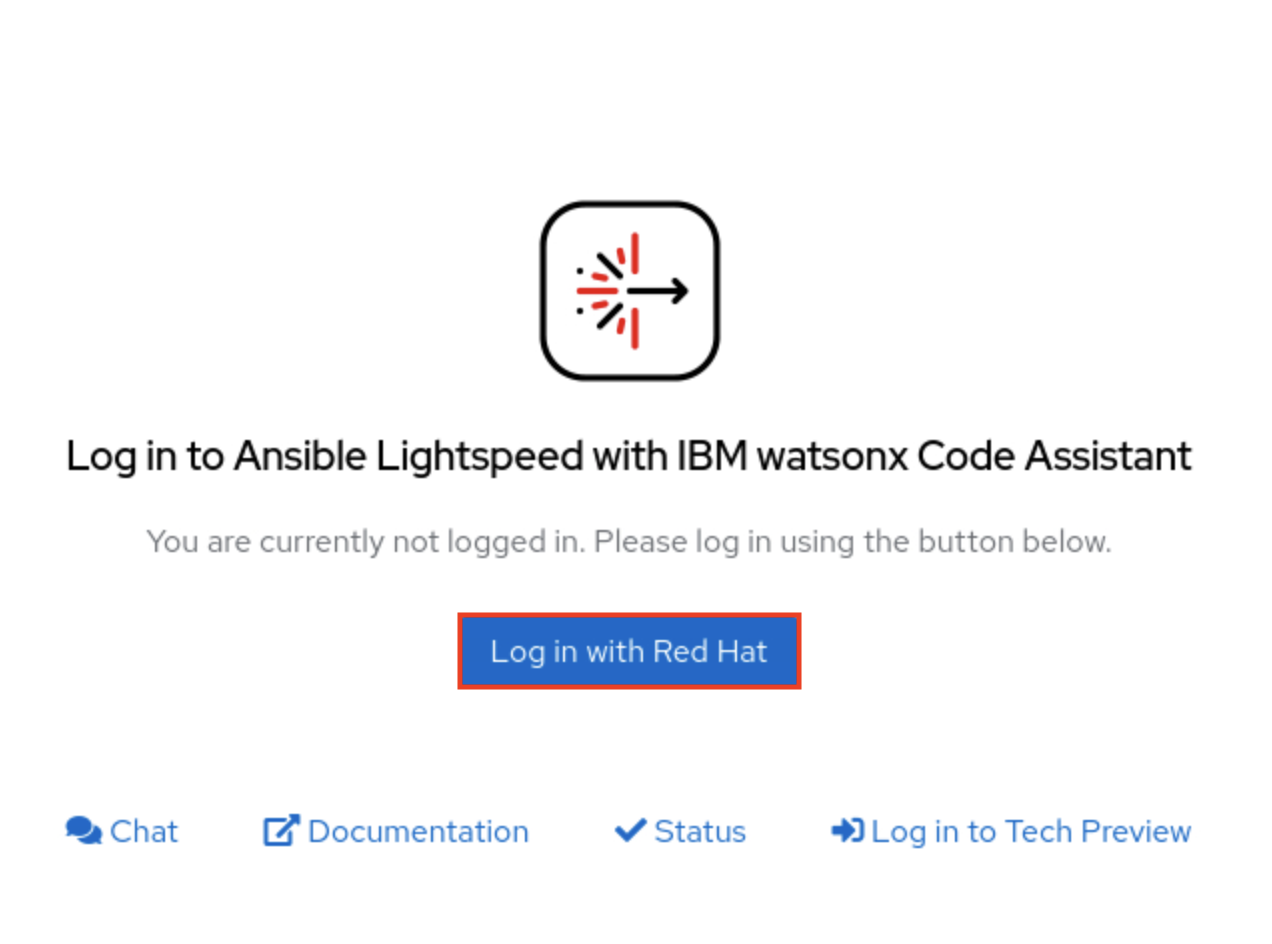 Log in to Ansible Lightspeed with IBM watsonx Code Assistant
You are currently not logged in. Please log in using the button below.
Log in with Red Hat
Chat Documentation Status Log in to Tech Preview